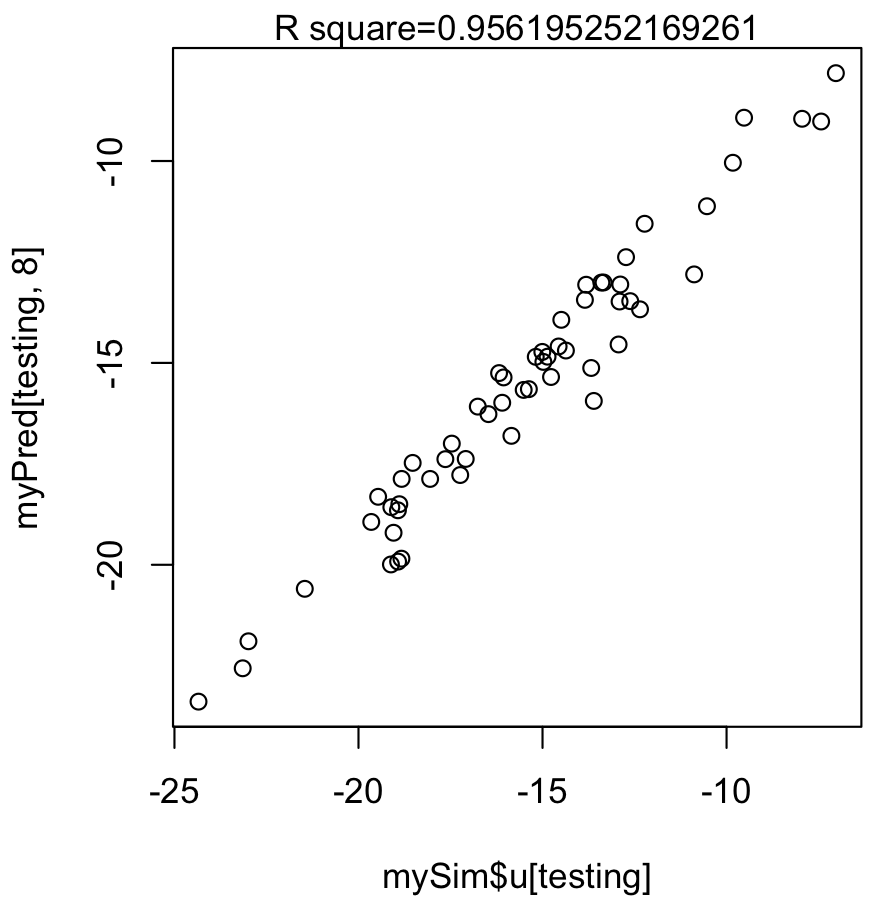 R square=0.956195252169261
myPred[testing, 8]
-10
-15
-20
-25 -20 -15 -10
mySim$u[testing]